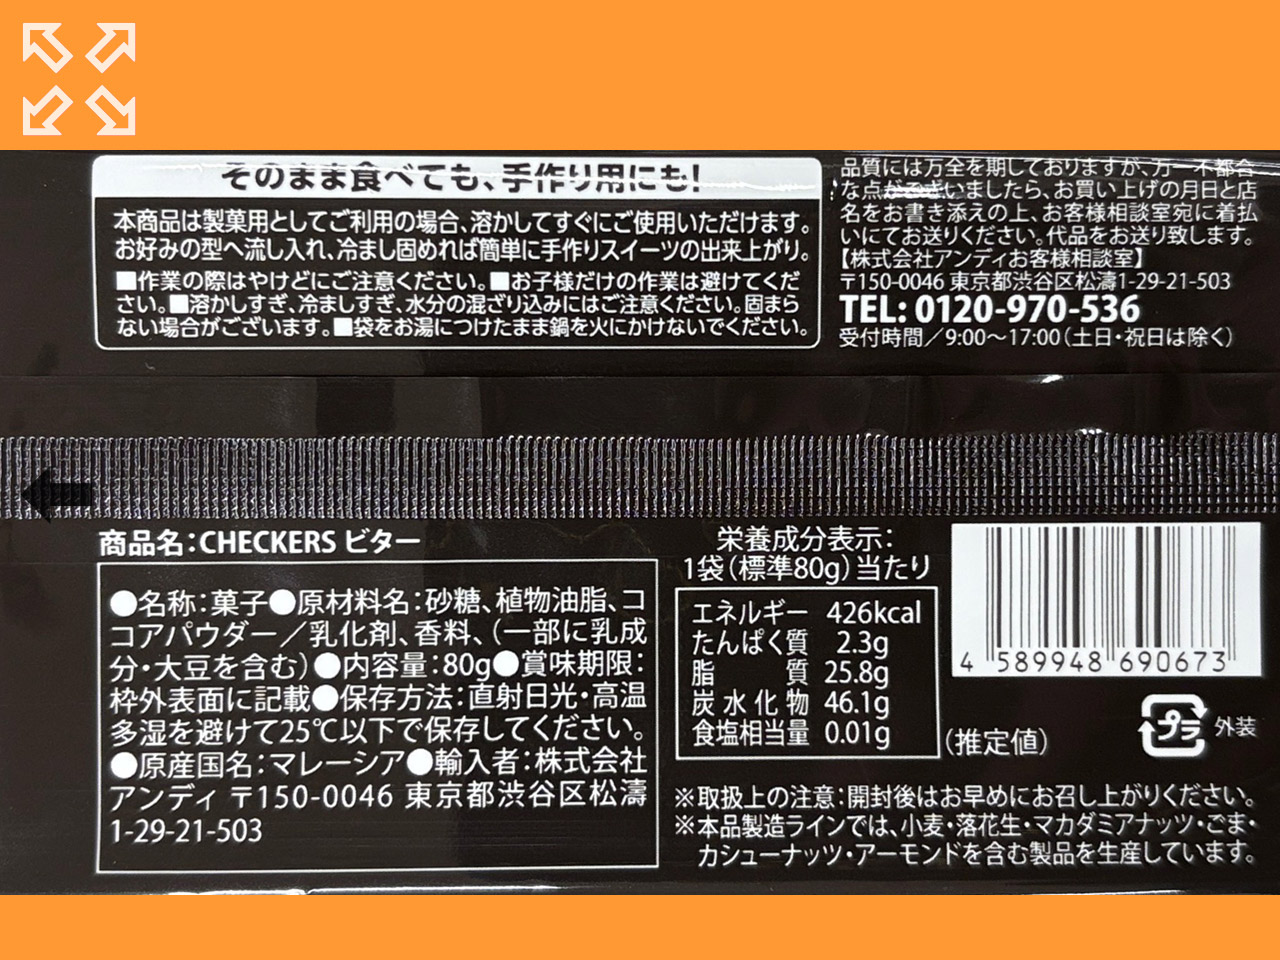 そのまま食べても、手作り用にも!
本商品は製菓用としてご利用の場合、溶かしてすぐにご使用いただけます。
お好みの型へ流し入れ、冷まし固めれば簡単に手作りスイーツの出来上がり。
■作業の際はやけどにご注意ください。■お子様だけの作業は避けてくだ
さい。■溶かしすぎ、冷ましすぎ、水分の混ざり込みにはご注意ください。固まら
ない場合がございます。■袋をお湯につけたまま鍋を火にかけないでください。
品質には万全を期しておりますが、万一不都合
な点がございましたら、お買い上げの月日と店
名をお書き添えの上、お客様相談室宛に着払
いにてお送りください。代品をお送り致します。
【株式会社アンディお客様相談室】
〒150-0046 東京都渋谷区松濤1-29-21-503
TEL: 0120-970-536
受付時間/9:00〜17:00(土日・祝日は除く)
商品名:CHECKERS ビター
●名称:菓子●原材料名:砂糖、植物油脂、コ
コアパウダー/乳化剤、香料、(一部に乳成
分・大豆を含む)●内容量:80g●賞味期限:
枠外表面に記載●保存方法:直射日光・高温
多湿を避けて25℃以下で保存してください。
●原産国名:マレーシア●輸入者:株式会社
アンディ 〒150-0046 東京都渋谷区松濤
1-29-21-503
栄養成分表示:
1袋(標準80g)当たり
エネルギー 426kcal
たんぱく質 2.3g
脂質 25.8g
炭水化物 46.1g
食塩相当量 0.01g
(推定値)
4 589948 690673
プラ 外装
※取扱上の注意:開封後はお早めにお召し上がりください。
※本品製造ラインでは、小麦・落花生・マカダミアナッツ・ごま・
カシューナッツ・アーモンドを含む製品を生産しています。